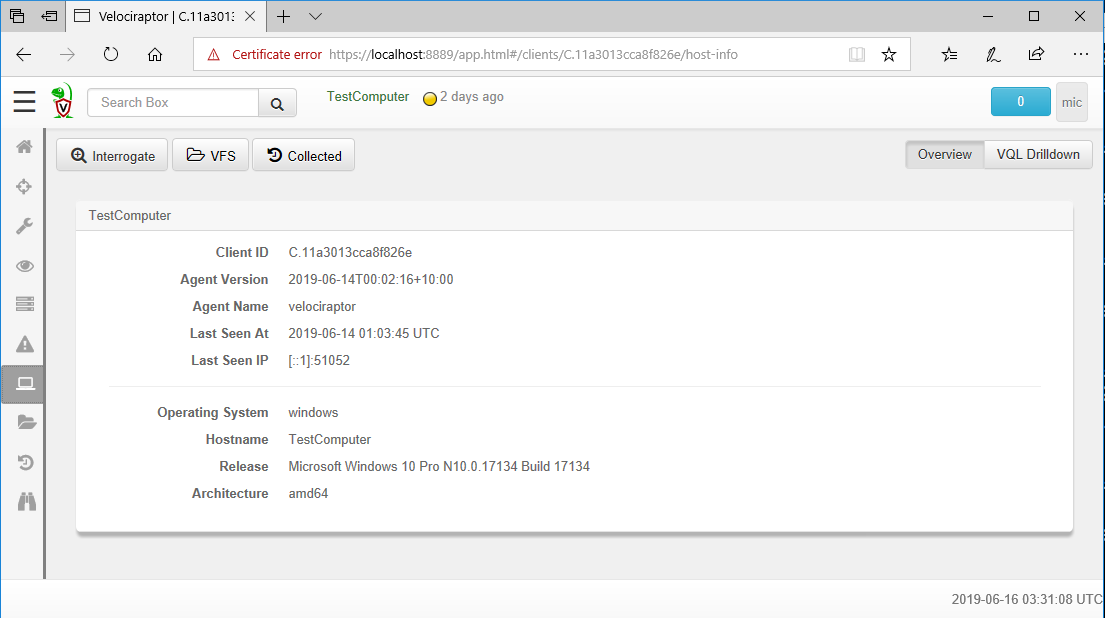 Velociraptor | C.11a3013
Certificate error https://localhost:8889/app.html#/clients/C.11a3013cca8f826e/host-info
V Search Box TestComputer 2 days ago 0 mic
Interrogate VFS Collected Overview VQL Drilldown
TestComputer
Client ID C.11a3013cca8f826e
Agent Version 2019-06-14T00:02:16+10:00
Agent Name velociraptor
Last Seen At 2019-06-14 01:03:45 UTC
Last Seen IP [::1]:51052
Operating System windows
Hostname TestComputer
Release Microsoft Windows 10 Pro N10.0.17134 Build 17134
Architecture amd64
2019-06-16 03:31:08 UTC